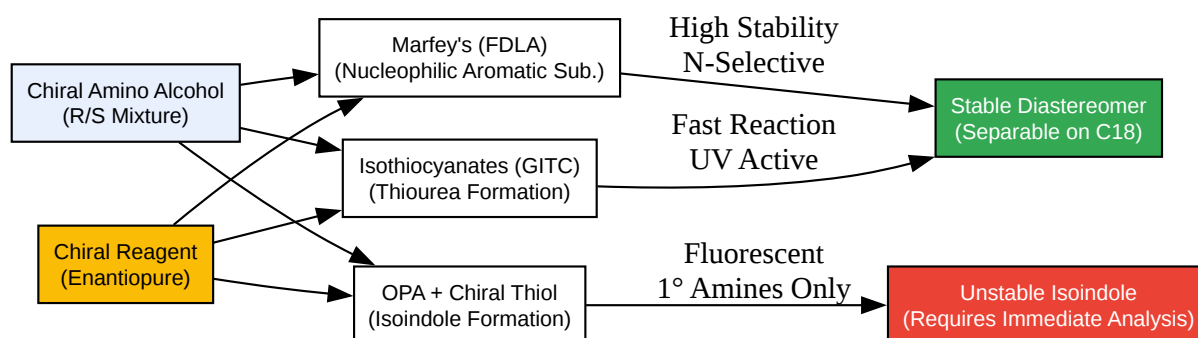 Chiral Amino Alcohol
(R/S Mixture)
Chiral Reagent
(Enantiopure)
Marfey's (FDLA)
(Nucleophilic Aromatic Sub.)
Isothiocyanates (GITC)
(Thiourea Formation)
OPA + Chiral Thiol
(Isoindole Formation)
High Stability
N-Selective
Fast Reaction
UV Active
Fluorescent
1° Amines Only
Stable Diastereomer
(Separable on C18)
Unstable Isoindole
(Requires Immediate Analysis)